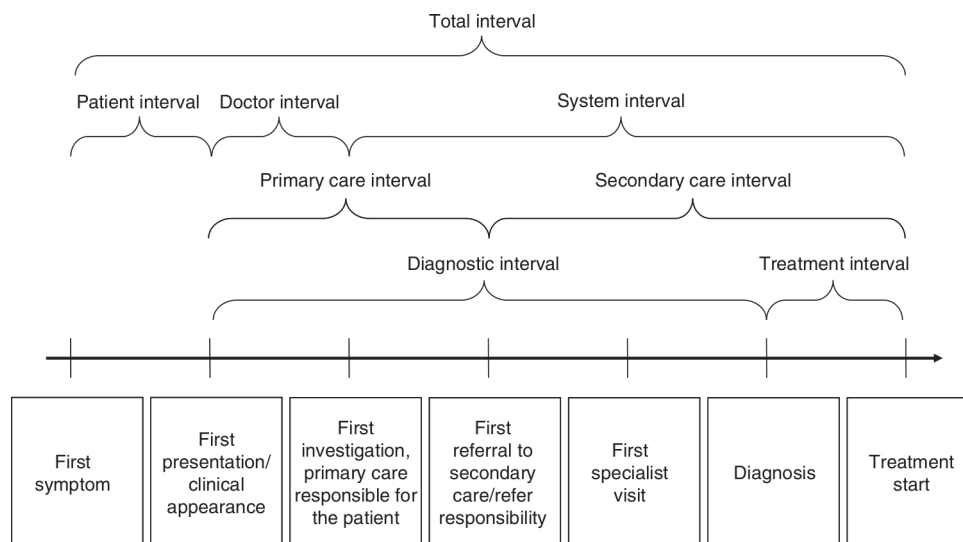 Total interval
Patient interval
Doctor interval
System interval
Primary care interval
Secondary care interval
Diagnostic interval
Treatment interval
First
symptom
First
presentation/
clinical
appearance
First
investigation,
primary care
responsible for
the patient
First
referral to
secondary
care/refer
responsibility
First
specialist
visit
Diagnosis
Treatment
start